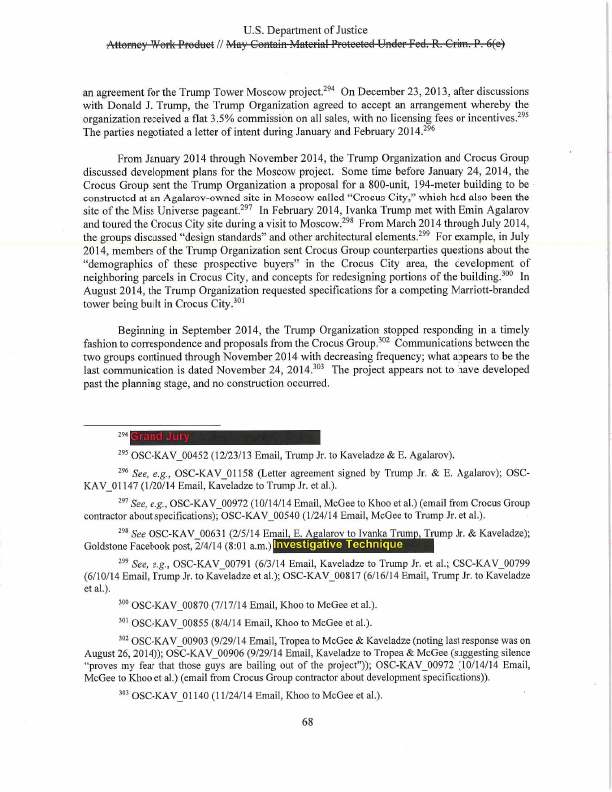 U.S. Department of Justice
Attorney Work Product // May Contain Material Protected Under Fed. R. Crim. P. 6(e)
an agreement for the Trump Tower Moscow project.294 On December 23, 2013, after discussions
with Donald J. Trump, the Trump Organization agreed to accept an arrangement whereby the
organization received a flat 3.5% commission on all sales, with no licensing fees or incentives.295
The parties negotiated a letter of intent during January and February 2014.296
From January 2014 through November 2014, the Trump Organization and Crocus Group
discussed development plans for the Moscow project. Some time before January 24, 2014, the
Crocus Group sent the Trump Organization a proposal for a 800-unit, 194-meter building to be
constructed at an Agalarov-owned site in Moscow called “Crocus City,” which had also been the
site of the Miss Universe pageant.297 In February 2014, Ivanka Trump met with Emin Agalarov
and toured the Crocus City site during a visit to Moscow.298 From March 2014 through July 2014,
the groups discussed “design standards” and other architectural elements.299 For example, in July
2014, members of the Trump Organization sent Crocus Group counterparties questions about the
“demographics of these prospective buyers” in the Crocus City area, the development of
neighboring parcels in Crocus City, and concepts for redesigning portions of the building.300 In
August 2014, the Trump Organization requested specifications for a competing Marriott-branded
tower being built in Crocus City.301
Beginning in September 2014, the Trump Organization stopped responding in a timely
fashion to correspondence and proposals from the Crocus Group.302 Communications between the
two groups continued through November 2014 with decreasing frequency; what appears to be the
last communication is dated November 24, 2014.303 The project appears not to have developed
past the planning stage, and no construction occurred.
294 Grand Jury
295 OSC-KAV_00452 (12/23/13 Email, Trump Jr. to Kaveladze & E. Agalarov).
296 See, e.g., OSC-KAV_01158 (Letter agreement signed by Trump Jr. & E. Agalarov); OSC-
KAV_01147 (1/20/14 Email, Kaveladze to Trump Jr. et al.).
297 See, e.g., OSC-KAV_00972 (10/14/14 Email, McGee to Khoo et al.) (email from Crocus Group
contractor about specifications); OSC-KAV_00540 (1/24/14 Email, McGee to Trump Jr. et al.).
298 See OSC-KAV_00631 (2/5/14 Email, E. Agalarov to Ivanka Trump, Trump Jr. & Kaveladze);
Goldstone Facebook post, 2/4/14 (8:01 a.m.) Investigative Technique
299 See, e.g., OSC-KAV_00791 (6/3/14 Email, Kaveladze to Trump Jr. et al.; OSC-KAV_00799
(6/10/14 Email, Trump Jr. to Kaveladze et al.); OSC-KAV_00817 (6/16/14 Email, Trump Jr. to Kaveladze
et al.).
300 OSC-KAV_00870 (7/17/14 Email, Khoo to McGee et al.).
301 OSC-KAV_00855 (8/4/14 Email, Khoo to McGee et al.).
302 OSC-KAV_00903 (9/29/14 Email, Tropea to McGee & Kaveladze (noting last response was on
August 26, 2014)); OSC-KAV_00906 (9/29/14 Email, Kaveladze to Tropea & McGee (suggesting silence
“proves my fear that those guys are bailing out of the project”)); OSC-KAV_00972 (10/14/14 Email,
McGee to Khoo et al.) (email from Crocus Group contractor about development specifications)).
303 OSC-KAV_01140 (11/24/14 Email, Khoo to McGee et al.).
68